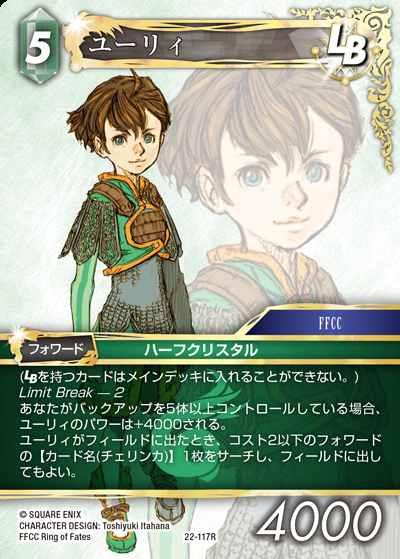 5
ユーリィ
LB
FFCC
フォワード
ハーフクリスタル
(LBを持つカードはメインデッキに入れることができない。)
Limit Break — 2
あなたがバックアップを5体以上コントロールしている場合、
ユーリィのパワーは+4000される。
ユーリィがフィールドに出たとき、コスト2以下のフォワード
の【カード名(チェリンカ)】1枚をサーチし、フィールドに出し
てもよい。
© SQUARE ENIX
CHARACTER DESIGN: Toshiyuki Itahana
FFCC Ring of Fates
22-117R
4000